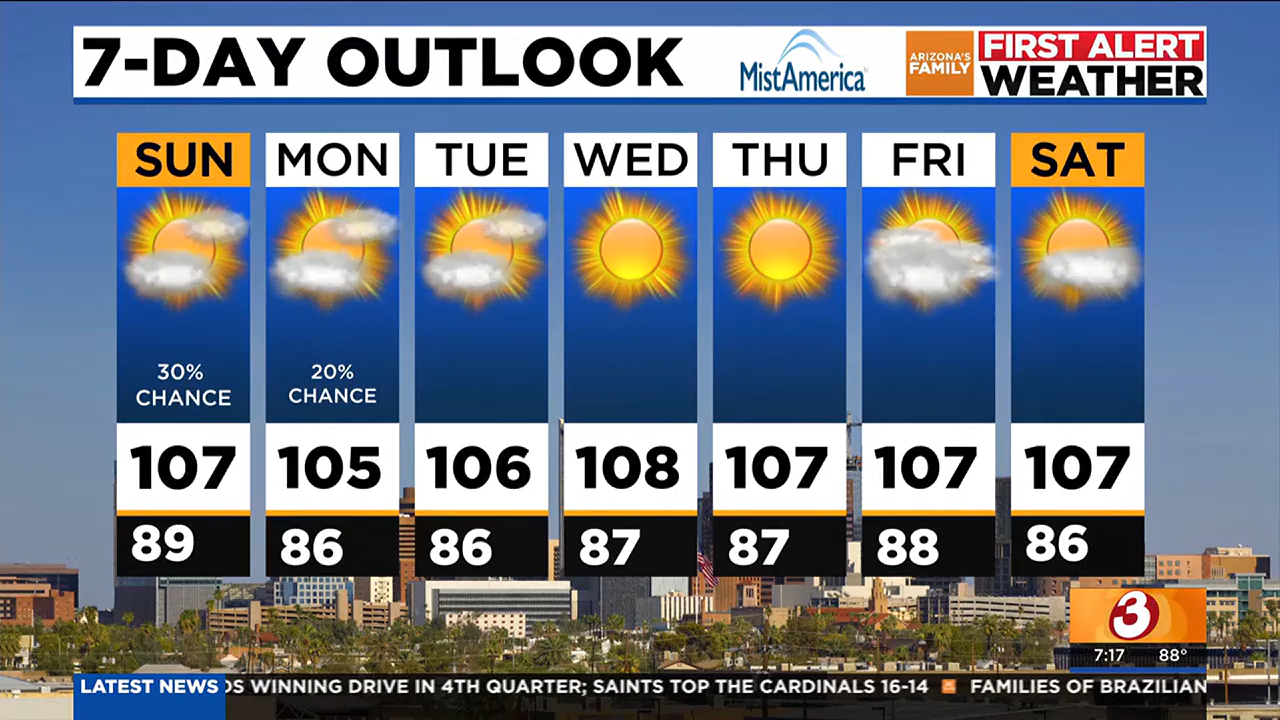 7-DAY OUTLOOK
MistAmerica
ARIZONA'S
FAMILY
FIRST ALERT
WEATHER
SUN MON TUE WED THU FRI SAT
30% 20%
CHANCE CHANCE
107 105 106 108 107 107 107
89 86 86 87 87 88 86
3
7:17 88°
LATEST NEWS DS WINNING DRIVE IN 4TH QUARTER; SAINTS TOP THE CARDINALS 16-14 FAMILIES OF BRAZILIAN